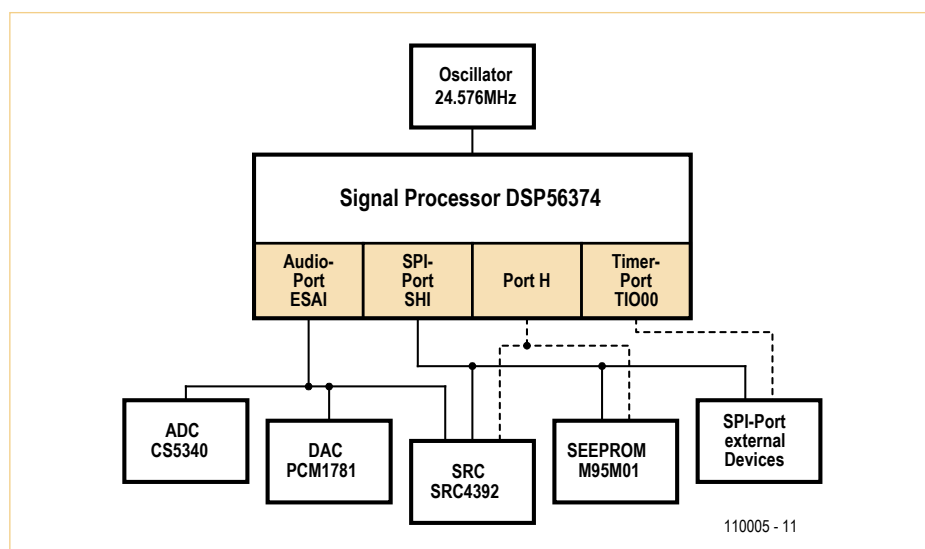 Oscillator
24.576MHz
Signal Processor DSP56374
Audio-
Port
ESAI
SPI-
Port
SHI
Port H
Timer-
Port
TIO00
ADC
CS5340
DAC
PCM1781
SRC
SRC4392
SEEPROM
M95M01
SPI-Port
external
Devices
110005 - 11